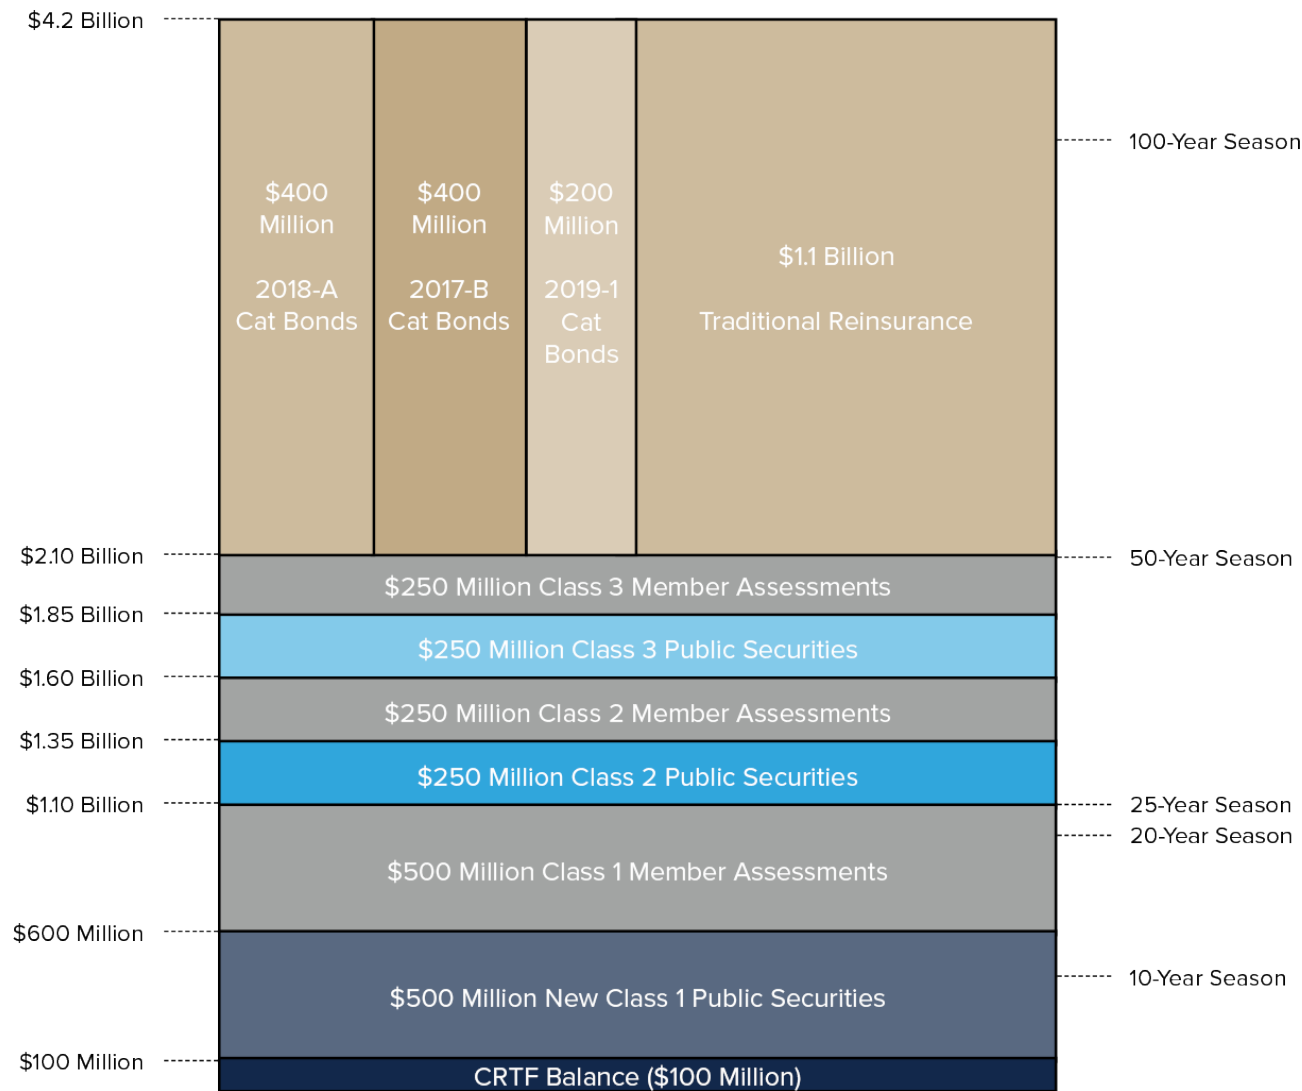 $4.2 Billion
100-Year Season
$400
Million
2018-A
Cat Bonds
$400
Million
2017-B
Cat Bonds
$200
Million
2019-1
Cat
Bonds
$1.1 Billion
Traditional Reinsurance
$2.10 Billion
50-Year Season
$250 Million Class 3 Member Assessments
$1.85 Billion
$250 Million Class 3 Public Securities
$1.60 Billion
$250 Million Class 2 Member Assessments
$1.35 Billion
$250 Million Class 2 Public Securities
$1.10 Billion
25-Year Season
20-Year Season
$500 Million Class 1 Member Assessments
$600 Million
10-Year Season
$500 Million New Class 1 Public Securities
$100 Million
CRTF Balance ($100 Million)